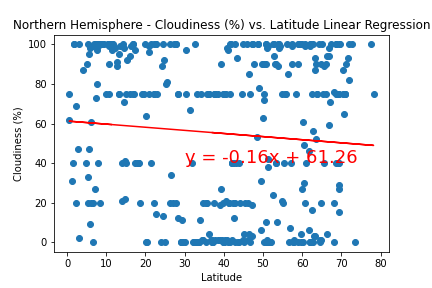 Northern Hemisphere - Cloudiness (%) vs. Latitude Linear Regression
100
80
60
40
20
0
Cloudiness (%)
y = -0.16x + 61.26
0 10 20 30 40 50 60 70 80
Latitude